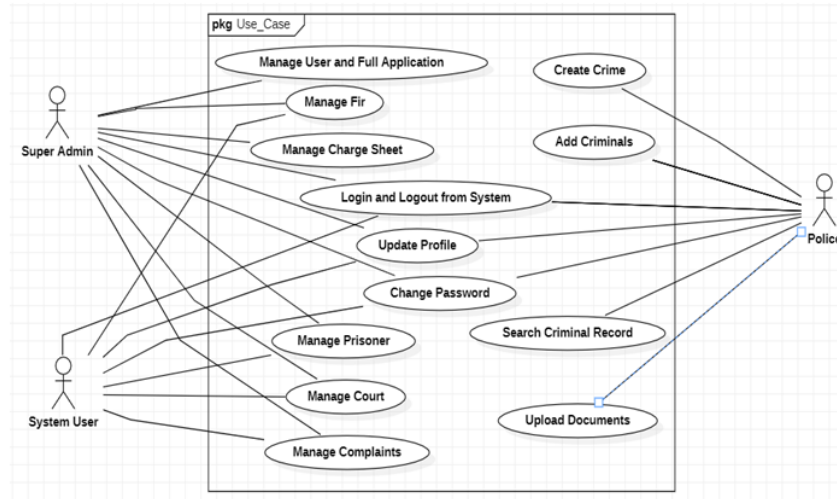 pkg Use_Case
Manage User and Full Application
Create Crime
Manage Fir
Super Admin
Add Criminals
Manage Charge Sheet
Login and Logout from System
Update Profile
Police
Change Password
Search Criminal Record
Manage Prisoner
Manage Court
System User
Upload Documents
Manage Complaints